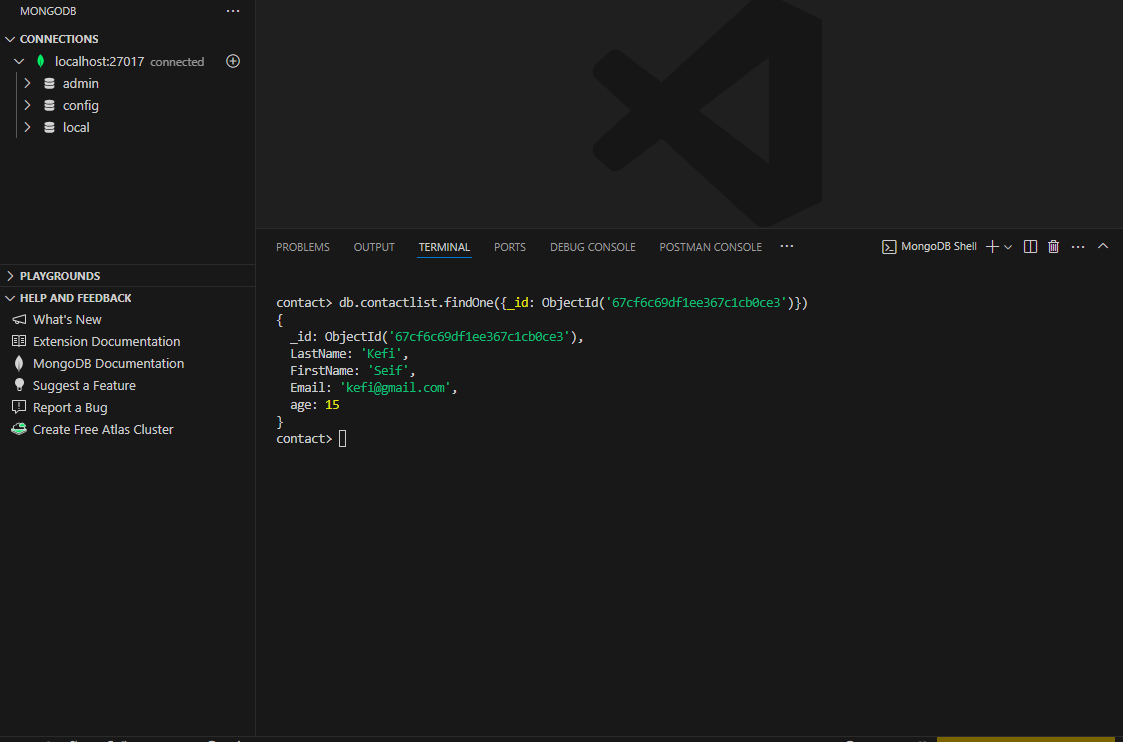 MONGODB
CONNECTIONS
localhost:27017 connected
admin
config
local
PLAYGROUNDS
HELP AND FEEDBACK
What's New
Extension Documentation
MongoDB Documentation
Suggest a Feature
Report a Bug
Create Free Atlas Cluster
PROBLEMS OUTPUT TERMINAL PORTS DEBUG CONSOLE POSTMAN CONSOLE ··· MongoDB Shell
contact> db.contactlist.findOne({_id: ObjectId('67cf6c69df1ee367c1cb0ce3')})
{
  _id: ObjectId('67cf6c69df1ee367c1cb0ce3'),
  LastName: 'Kefi',
  FirstName: 'Seif',
  Email: 'kefi@gmail.com',
  age: 15
}
contact>